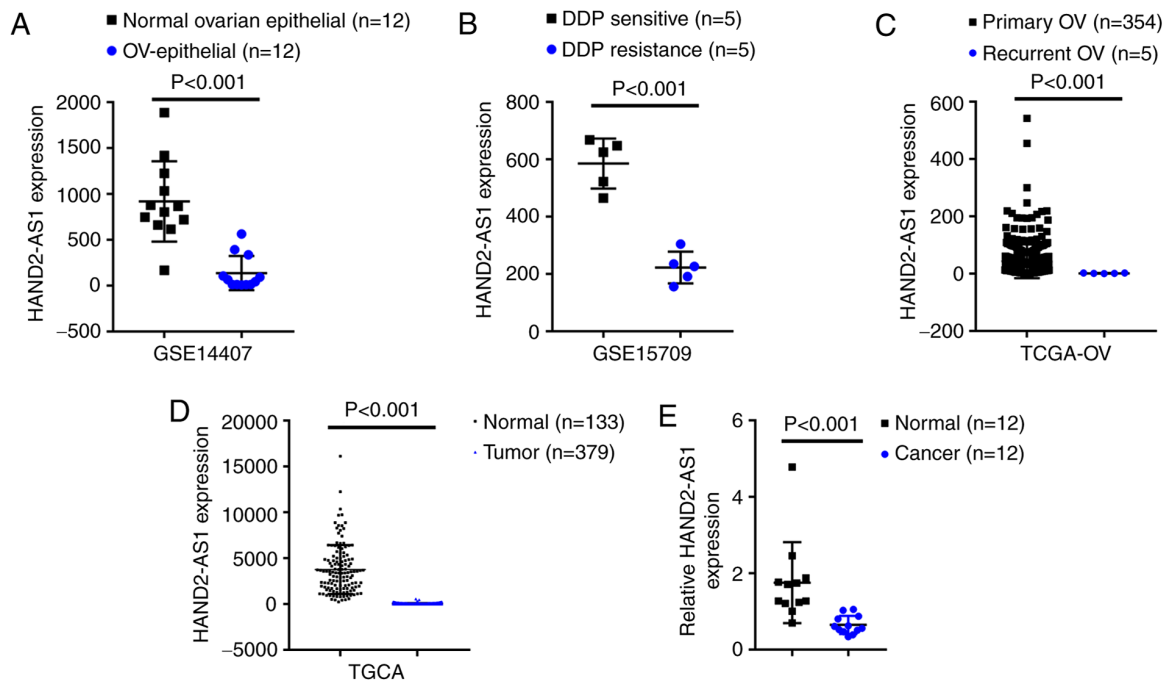 A
Normal ovarian epithelial (n=12)
OV-epithelial (n=12)
P<0.001
HAND2-AS1 expression
2000
1500
1000
500
0
−500
GSE14407
B
DDP sensitive (n=5)
DDP resistance (n=5)
P<0.001
HAND2-AS1 expression
800
600
400
200
0
GSE15709
C
Primary OV (n=354)
Recurrent OV (n=5)
P<0.001
HAND2-AS1 expression
600
400
200
0
−200
TCGA-OV
D
Normal (n=133)
Tumor (n=379)
P<0.001
HAND2-AS1 expression
20000
15000
10000
5000
0
−5000
TGCA
E
Normal (n=12)
Cancer (n=12)
P<0.001
Relative HAND2-AS1
expression
6
4
2
0